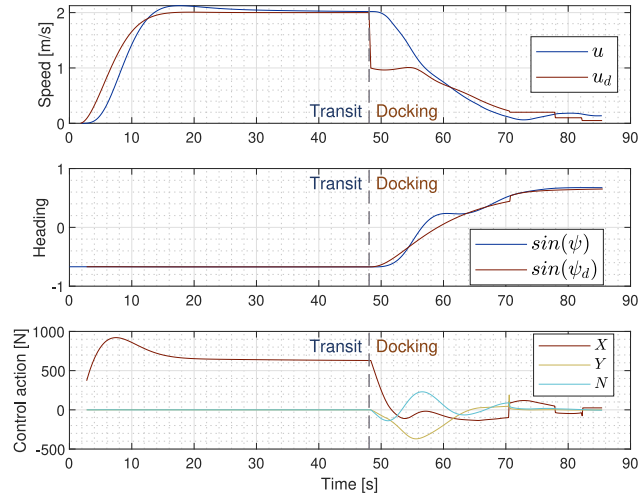 2
1
0
Speed [m/s]
Transit
Docking
u
u_d
0 10 20 30 40 50 60 70 80 90
1
0
-1
Heading
Transit
Docking
sin(ψ)
sin(ψ_d)
0 10 20 30 40 50 60 70 80 90
1000
500
0
-500
Control action [N]
Transit
Docking
X
Y
N
0 10 20 30 40 50 60 70 80 90
Time [s]